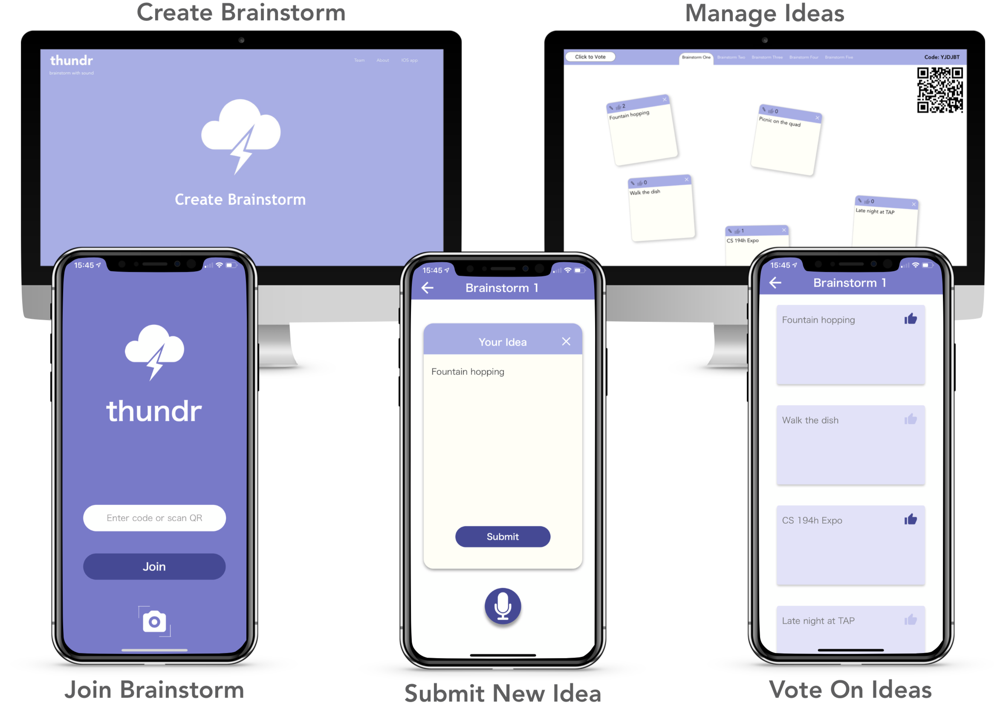 Create Brainstorm
Manage Ideas
thundr
brainstorm with sound
Team About IOS app
Create Brainstorm
Click to Vote
Brainstorm One Brainstorm Two Brainstorm Three Brainstorm Four Brainstorm Five
Code: YJDJBT
2
Fountain hopping
0
Picnic on the quad
0
Walk the dish
0
Late night at TAP
1
CS 194h Expo
15:45
thundr
Enter code or scan QR
Join
15:45
Brainstorm 1
Your Idea
Fountain hopping
Submit
15:45
Brainstorm 1
Fountain hopping
Walk the dish
CS 194h Expo
Late night at TAP
Join Brainstorm
Submit New Idea
Vote On Ideas